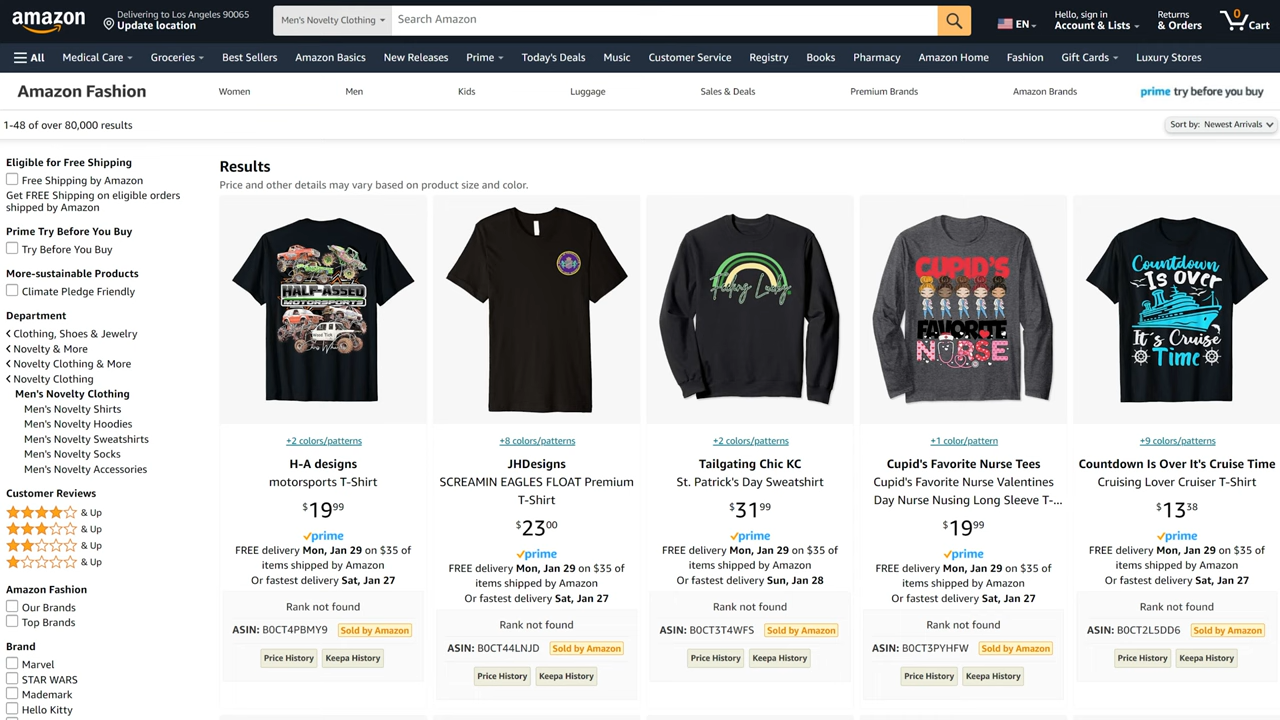 amazon
Delivering to Los Angeles 90065
Update location
Men's Novelty Clothing
Search Amazon
EN
Hello, sign in
Account & Lists
Returns
& Orders
0
Cart
All
Medical Care
Groceries
Best Sellers
Amazon Basics
New Releases
Prime
Today's Deals
Music
Customer Service
Registry
Books
Pharmacy
Amazon Home
Fashion
Gift Cards
Luxury Stores
Amazon Fashion
Women
Men
Kids
Luggage
Sales & Deals
Premium Brands
Amazon Brands
prime try before you buy
1-48 of over 80,000 results
Sort by: Newest Arrivals
Eligible for Free Shipping
Free Shipping by Amazon
Get FREE Shipping on eligible orders
shipped by Amazon
Prime Try Before You Buy
Try Before You Buy
More-sustainable Products
Climate Pledge Friendly
Department
Clothing, Shoes & Jewelry
Novelty & More
Novelty Clothing & More
Novelty Clothing
Men's Novelty Clothing
Men's Novelty Shirts
Men's Novelty Hoodies
Men's Novelty Sweatshirts
Men's Novelty Socks
Men's Novelty Accessories
Customer Reviews
& Up
& Up
& Up
& Up
Amazon Fashion
Our Brands
Top Brands
Brand
Marvel
STAR WARS
Mademark
Hello Kitty
Results
Price and other details may vary based on product size and color.
HALF-ASSED
MOTORSPORTS
+2 colors/patterns
H-A designs
motorsports T-Shirt
$19.99
prime
FREE delivery Mon, Jan 29 on $35 of
items shipped by Amazon
Or fastest delivery Sat, Jan 27
Rank not found
ASIN: B0CT4PBMY9
Sold by Amazon
Price History
Keepa History
+8 colors/patterns
JHDesigns
SCREAMIN EAGLES FLOAT Premium
T-Shirt
$23.00
prime
FREE delivery Mon, Jan 29 on $35 of
items shipped by Amazon
Or fastest delivery Sat, Jan 27
Rank not found
ASIN: B0CT44LNJD
Sold by Amazon
Price History
Keepa History
+2 colors/patterns
Tailgating Chic KC
St. Patrick's Day Sweatshirt
$31.99
prime
FREE delivery Mon, Jan 29 on $35 of
items shipped by Amazon
Or fastest delivery Sun, Jan 28
Rank not found
ASIN: B0CT3T4WFS
Sold by Amazon
Price History
Keepa History
CUPID'S
FAVORITE
NURSE
+1 color/pattern
Cupid's Favorite Nurse Tees
Cupid's Favorite Nurse Valentines
Day Nurse Nusing Long Sleeve T-...
$19.99
prime
FREE delivery Mon, Jan 29 on $35 of
items shipped by Amazon
Or fastest delivery Sat, Jan 27
Rank not found
ASIN: B0CT3PYHFW
Sold by Amazon
Price History
Keepa History
Countdown
Is Over
It's Cruise
Time
+9 colors/patterns
Countdown Is Over It's Cruise Time
Cruising Lover Cruiser T-Shirt
$13.38
prime
FREE delivery Mon, Jan 29 on $35 of
items shipped by Amazon
Or fastest delivery Sat, Jan 27
Rank not found
ASIN: B0CT2L5DD6
Sold by Amazon
Price History
Keepa History